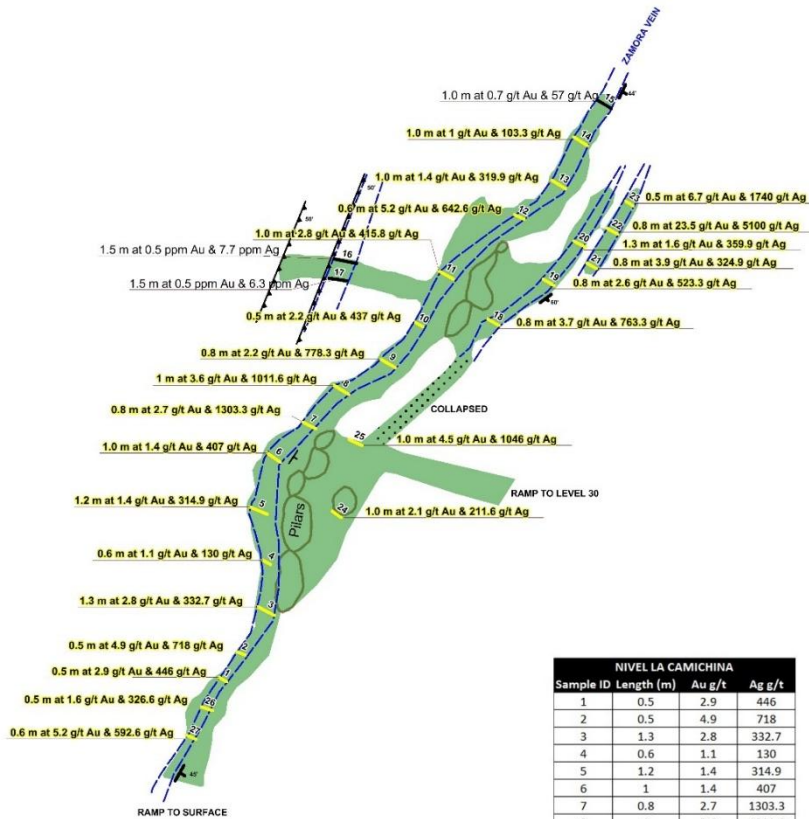 ZAMORA VEIN
1.0 m at 0.7 g/t Au & 57 g/t Ag
15
44°
1.0 m at 1 g/t Au & 103.3 g/t Ag
14
1.0 m at 1.4 g/t Au & 319.9 g/t Ag
13
50°
0.6 m at 5.2 g/t Au & 642.6 g/t Ag
12
23
0.5 m 6.7 g/t Au & 1740 g/t Ag
1.0 m at 2.8 g/t Au & 415.8 g/t Ag
22
0.8 m at 23.5 g/t Au & 5100 g/t Ag
20
1.3 m at 1.6 g/t Au & 359.9 g/t Ag
1.5 m at 0.5 ppm Au & 7.7 ppm Ag
16
21
0.8 m at 3.9 g/t Au & 324.9 g/t Ag
11
19
0.8 m at 2.6 g/t Au & 523.3 g/t Ag
1.5 m at 0.5 ppm Au & 6.3 ppm Ag
17
0.5 m at 2.2 g/t Au & 437 g/t Ag
10
18
0.8 m at 3.7 g/t Au & 763.3 g/t Ag
0.8 m at 2.2 g/t Au & 778.3 g/t Ag
9
1 m at 3.6 g/t Au & 1011.6 g/t Ag
8
COLLAPSED
0.8 m at 2.7 g/t Au & 1303.3 g/t Ag
7
25
1.0 m at 4.5 g/t Au & 1046 g/t Ag
1.0 m at 1.4 g/t Au & 407 g/t Ag
6
RAMP TO LEVEL 30
1.2 m at 1.4 g/t Au & 314.9 g/t Ag
5
Pilars
24
1.0 m at 2.1 g/t Au & 211.6 g/t Ag
0.6 m at 1.1 g/t Au & 130 g/t Ag
4
1.3 m at 2.8 g/t Au & 332.7 g/t Ag
3
0.5 m at 4.9 g/t Au & 718 g/t Ag
2
0.5 m at 2.9 g/t Au & 446 g/t Ag
1
0.5 m at 1.6 g/t Au & 326.6 g/t Ag
26
0.6 m at 5.2 g/t Au & 592.6 g/t Ag
27
45°
RAMP TO SURFACE
NIVEL LA CAMICHINA
Sample ID Length (m) Au g/t Ag g/t
1 0.5 2.9 446
2 0.5 4.9 718
3 1.3 2.8 332.7
4 0.6 1.1 130
5 1.2 1.4 314.9
6 1 1.4 407
7 0.8 2.7 1303.3